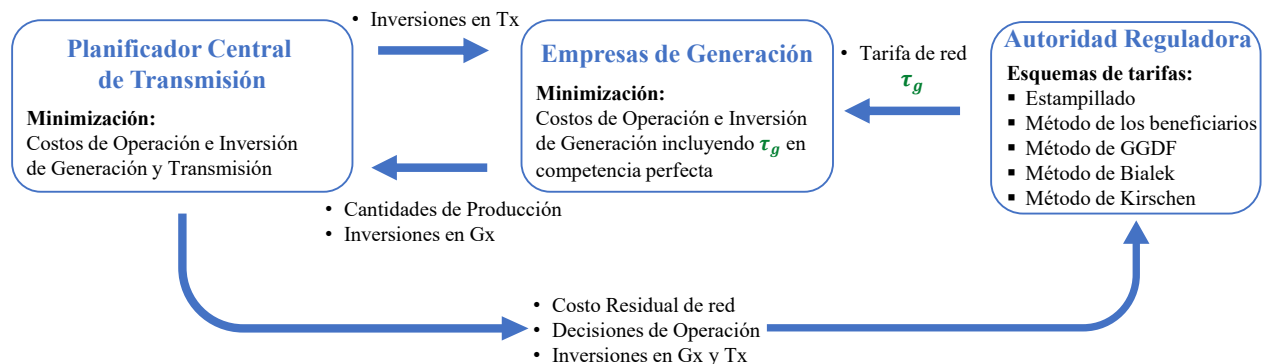 Planificador Central
de Transmisión
Minimización:
Costos de Operación e Inversión
de Generación y Transmisión
• Inversiones en Tx
Empresas de Generación
Minimización:
Costos de Operación e Inversión
de Generación incluyendo τg en
competencia perfecta
• Tarifa de red
τg
Autoridad Reguladora
Esquemas de tarifas:
▪ Estampillado
▪ Método de los beneficiarios
▪ Método de GGDF
▪ Método de Bialek
▪ Método de Kirschen
• Cantidades de Producción
• Inversiones en Gx
• Costo Residual de red
• Decisiones de Operación
• Inversiones en Gx y Tx